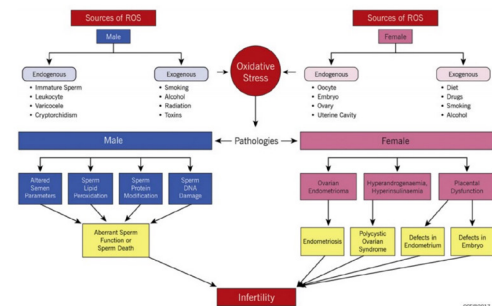 Sources of ROS
Male
Endogenous
• Immature Sperm
• Leukocyte
• Varicocele
• Cryptorchidism
Exogenous
• Smoking
• Alcohol
• Radiation
• Toxins
Oxidative
Stress
Sources of ROS
Female
Endogenous
• Oocyte
• Embryo
• Ovary
• Uterine Cavity
Exogenous
• Diet
• Drugs
• Smoking
• Alcohol
Male
Pathologies
Female
Altered
Semen
Parameters
Sperm
Lipid
Peroxidation
Sperm
Protein
Modification
Sperm
DNA
Damage
Ovarian
Endometrioma
Hyperandrogenaemia,
Hyperinsulinaemia
Placental
Dysfunction
Aberrant Sperm
Function or
Sperm Death
Endometriosis
Polycystic
Ovarian
Syndrome
Defects in
Endometrium
Defects in
Embryo
Infertility